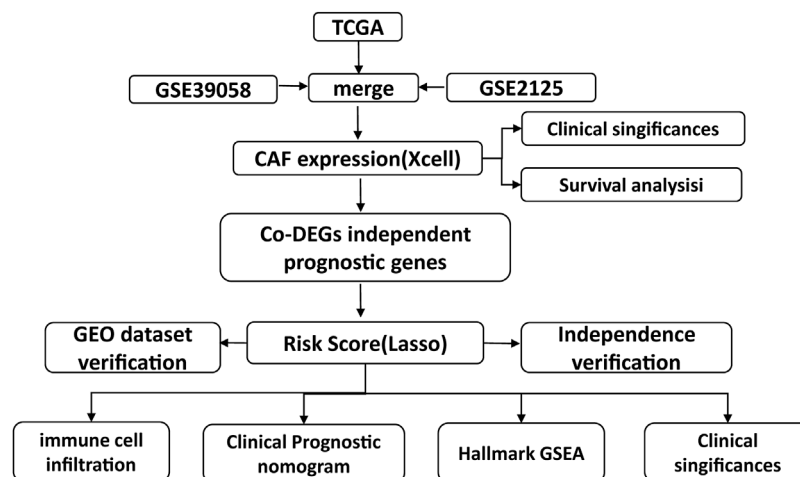 TCGA
GSE39058
merge
GSE2125
Clinical singificances
CAF expression(Xcell)
Survival analysisi
Co-DEGs independent
prognostic genes
GEO dataset
verification
Risk Score(Lasso)
Independence
verification
immune cell
infiltration
Clinical Prognostic
nomogram
Hallmark GSEA
Clinical
singificances